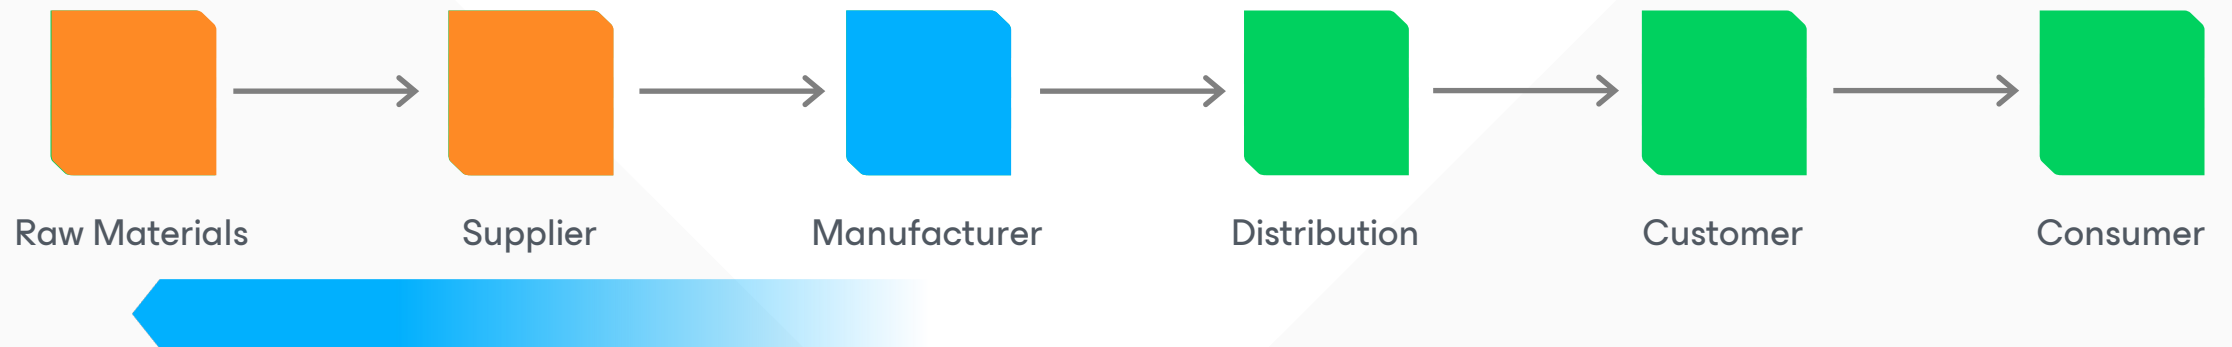 Raw Materials
Supplier
Manufacturer
Distribution
Customer
Consumer